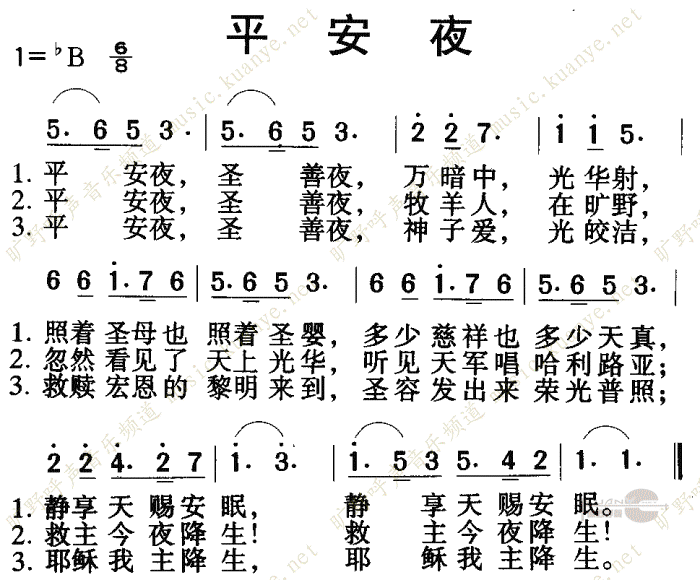 平 安 夜
1=♭B 6/8
5. 6 5 3. | 5. 6 5 3. | 2̇ 2̇ 7. | 1̇ 1̇ 5. |
1. 平 安夜, 圣 善夜, 万暗中, 光华射,
2. 平 安夜, 圣 善夜, 牧羊人, 在旷野,
3. 平 安夜, 圣 善夜, 神子爱, 光皎洁,
6 6 1̇. 7 6 | 5. 6 5 3. | 6 6 1̇. 7 6 | 5. 6 5 3. |
1. 照着圣母也 照着圣婴, 多少慈祥也 多少天真,
2. 忽然看见了 天上光华, 听见天军唱 哈利路亚;
3. 救赎宏恩的 黎明来到, 圣容发出来 荣光普照;
2̇ 2̇ 4̇. 2̇ 7 | 1̇. 3̇. | 1̇. 5 3 5. 4 2 | 1. 1. ‖
1. 静享天赐安眠, 静 享天赐安眠。
2. 救主今夜降生! 救 主今夜降生!
3. 耶稣我主降生, 耶 稣我主降生。
旷野呼声音乐频道 music.kuanye.net